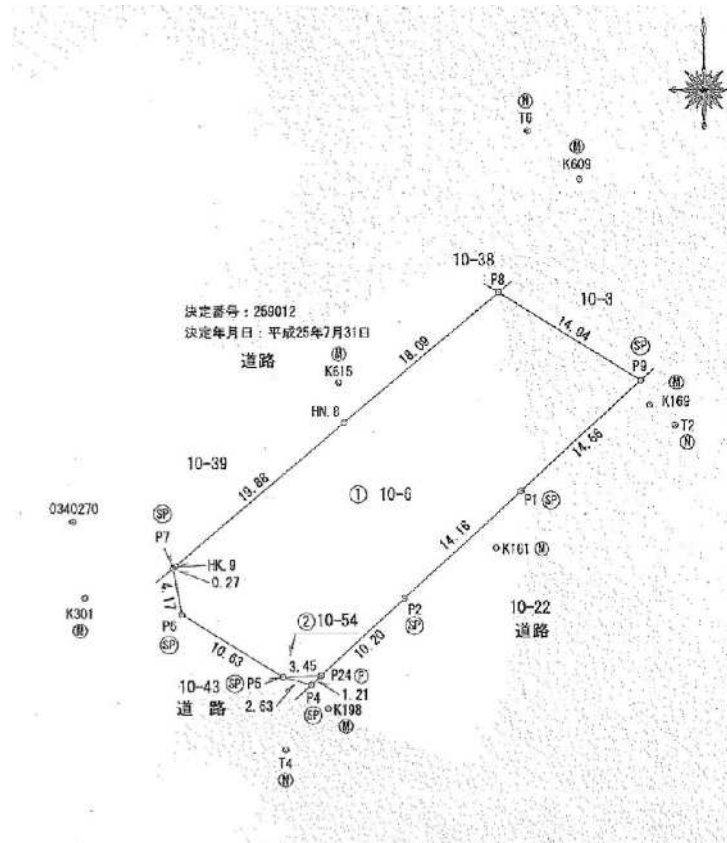 Ⓝ
T6
Ⓜ
K609
10-38
P8
10-3
決定番号：259012
決定年月日：平成25年7月31日
道路
Ⓜ
K615
18.09
14.04
SP
P9
Ⓜ
K169
T2
Ⓝ
HN.8
10-39
19.88
① 10-6
14.66
P1 SP
14.16
0340270
SP
P7
HK.9
0.27
K161 Ⓜ
4.17
K301
Ⓜ
P6
SP
P2
SP
10-22
道路
10.63
② 10-54
10.20
3.45
P24 Ⓟ
10-43 SP P5
1.21
道 路
2.63
P4
SP
K198
Ⓜ
T4
Ⓝ